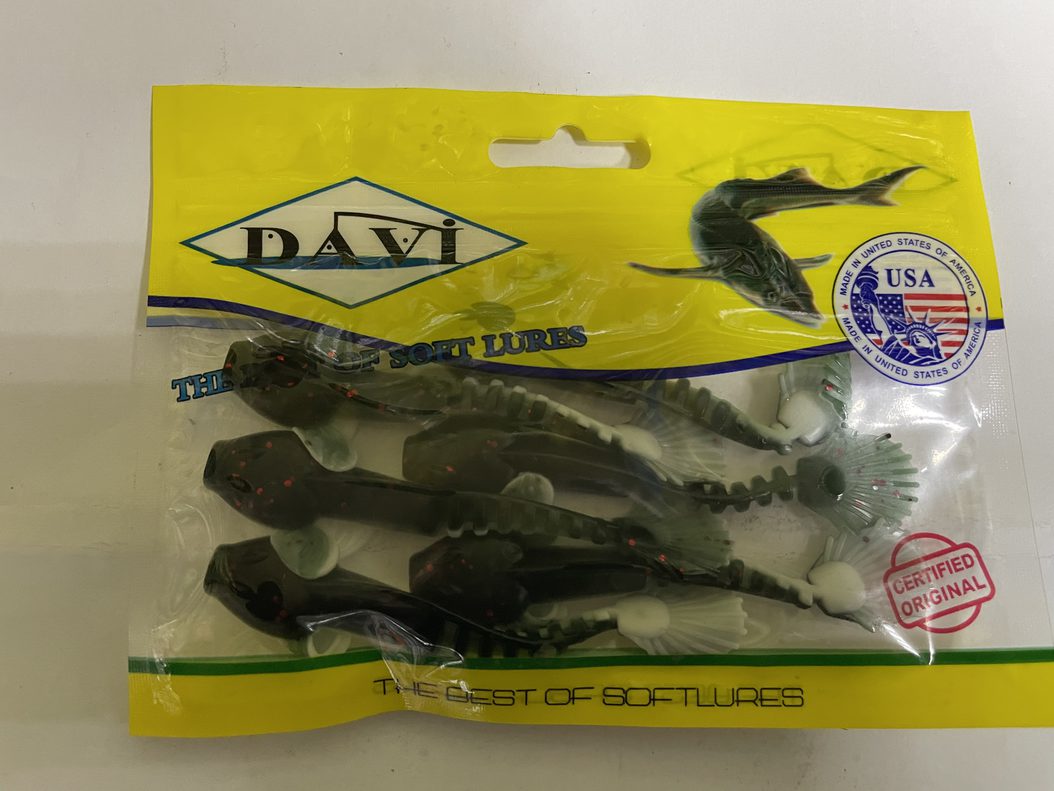 DAVİ
MADE IN UNITED STATES OF AMERICA
USA
MADE IN UNITED STATES OF AMERICA
THE BEST OF SOFT LURES
CERTIFIED
ORIGINAL
THE BEST OF SOFTLURES